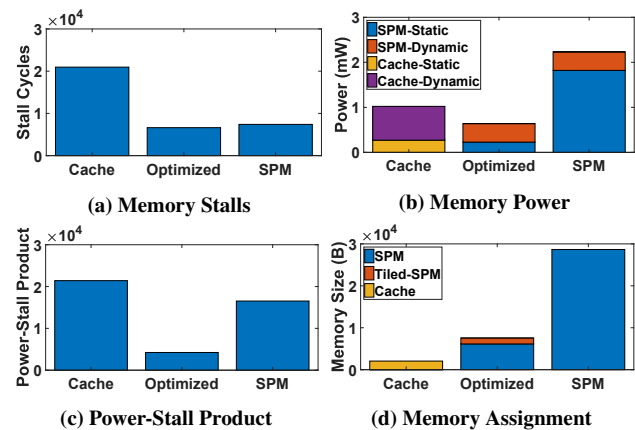 ×10⁴
3
2
1
0
Stall Cycles
Cache Optimized SPM
(a) Memory Stalls
3
2
1
0
Power (mW)
SPM-Static
SPM-Dynamic
Cache-Static
Cache-Dynamic
Cache Optimized SPM
(b) Memory Power
×10⁴
3
2
1
0
Power-Stall Product
Cache Optimized SPM
(c) Power-Stall Product
×10⁴
3
2
1
0
Memory Size (B)
SPM
Tiled-SPM
Cache
Cache Optimized SPM
(d) Memory Assignment